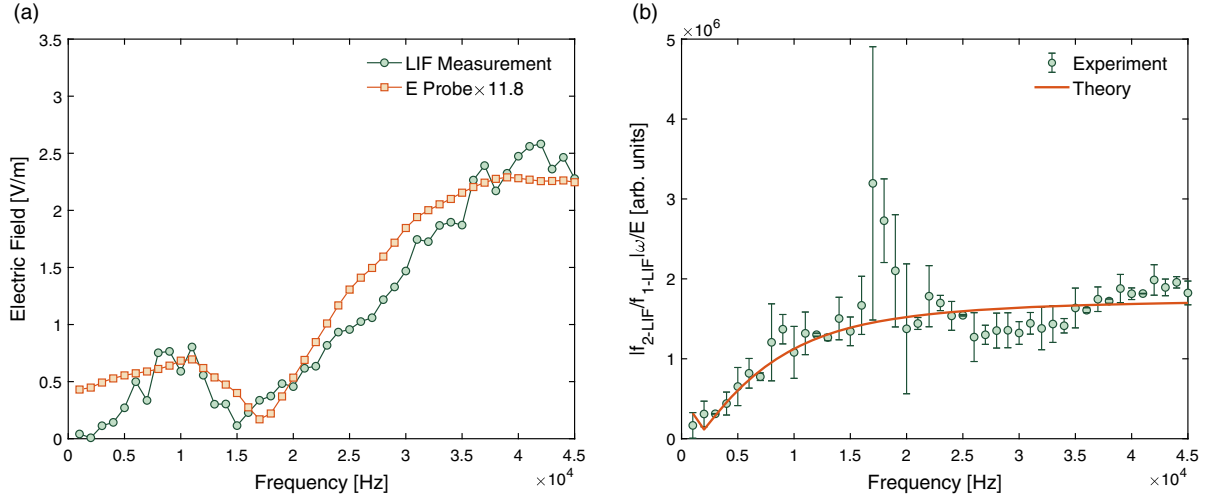 (a)
3.5
3
2.5
2
1.5
1
0.5
0
Electric Field [V/m]
LIF Measurement
E Probe×11.8
0 0.5 1 1.5 2 2.5 3 3.5 4 4.5
×10⁴
Frequency [Hz]
(b)
×10⁶
5
4
3
2
1
0
|f2-LIF/f1-LIF|ω/E [arb. units]
Experiment
Theory
0 0.5 1 1.5 2 2.5 3 3.5 4 4.5
×10⁴
Frequency [Hz]